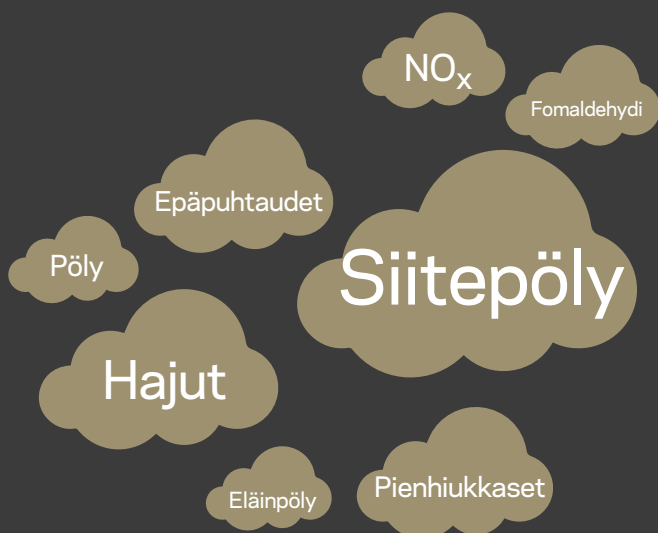 NOx
Fomaldehydi
Epäpuhtaudet
Siitepöly
Pöly
Hajut
Pienhiukkaset
Eläinpöly